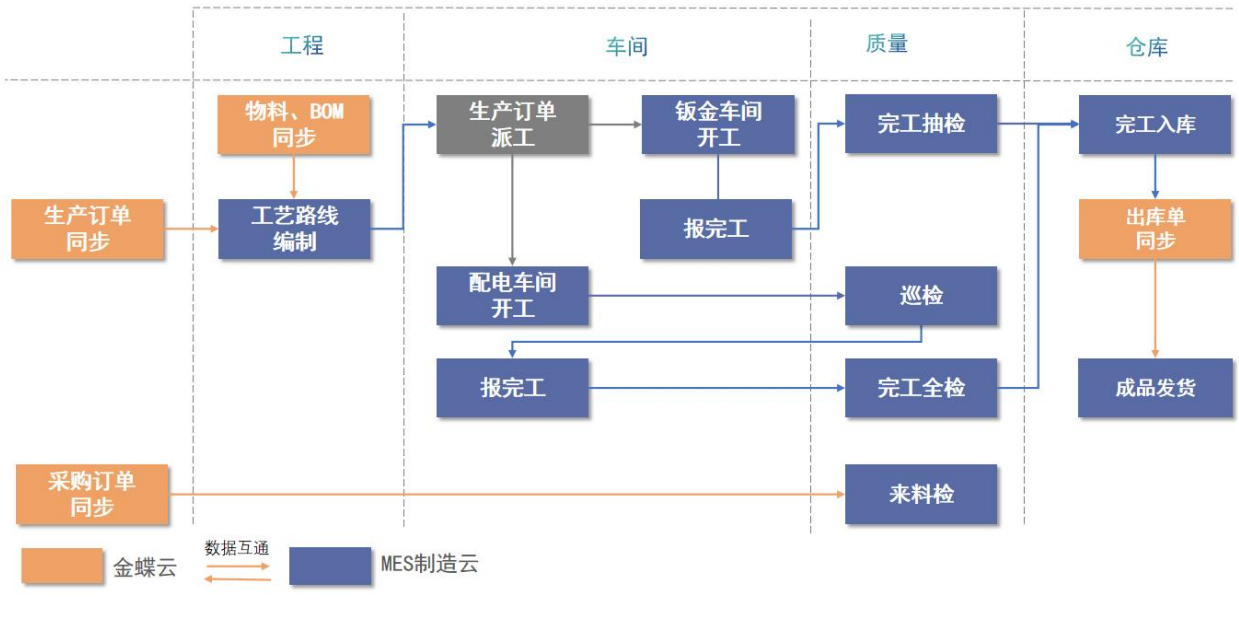 工程
车间
质量
仓库
物料、BOM
同步
生产订单
派工
钣金车间
开工
完工抽检
完工入库
生产订单
同步
工艺路线
编制
报完工
出库单
同步
配电车间
开工
巡检
报完工
完工全检
成品发货
采购订单
同步
来料检
金蝶云
数据互通
MES制造云